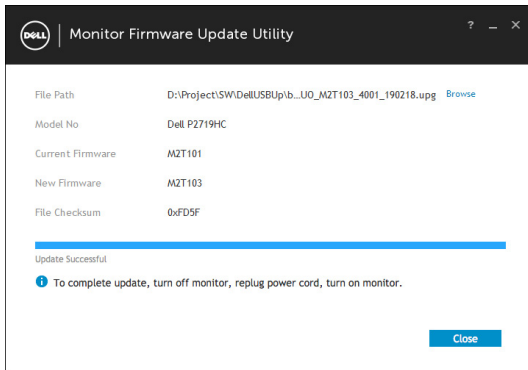 DELL Monitor Firmware Update Utility ? _ ×
File Path D:\Project\SW\DellUSBUp\b...UO_M2T103_4001_190218.upg Browse
Model No Dell P2719HC
Current Firmware M2T101
New Firmware M2T103
File Checksum 0xFD5F
Update Successful
To complete update, turn off monitor, replug power cord, turn on monitor.
Close